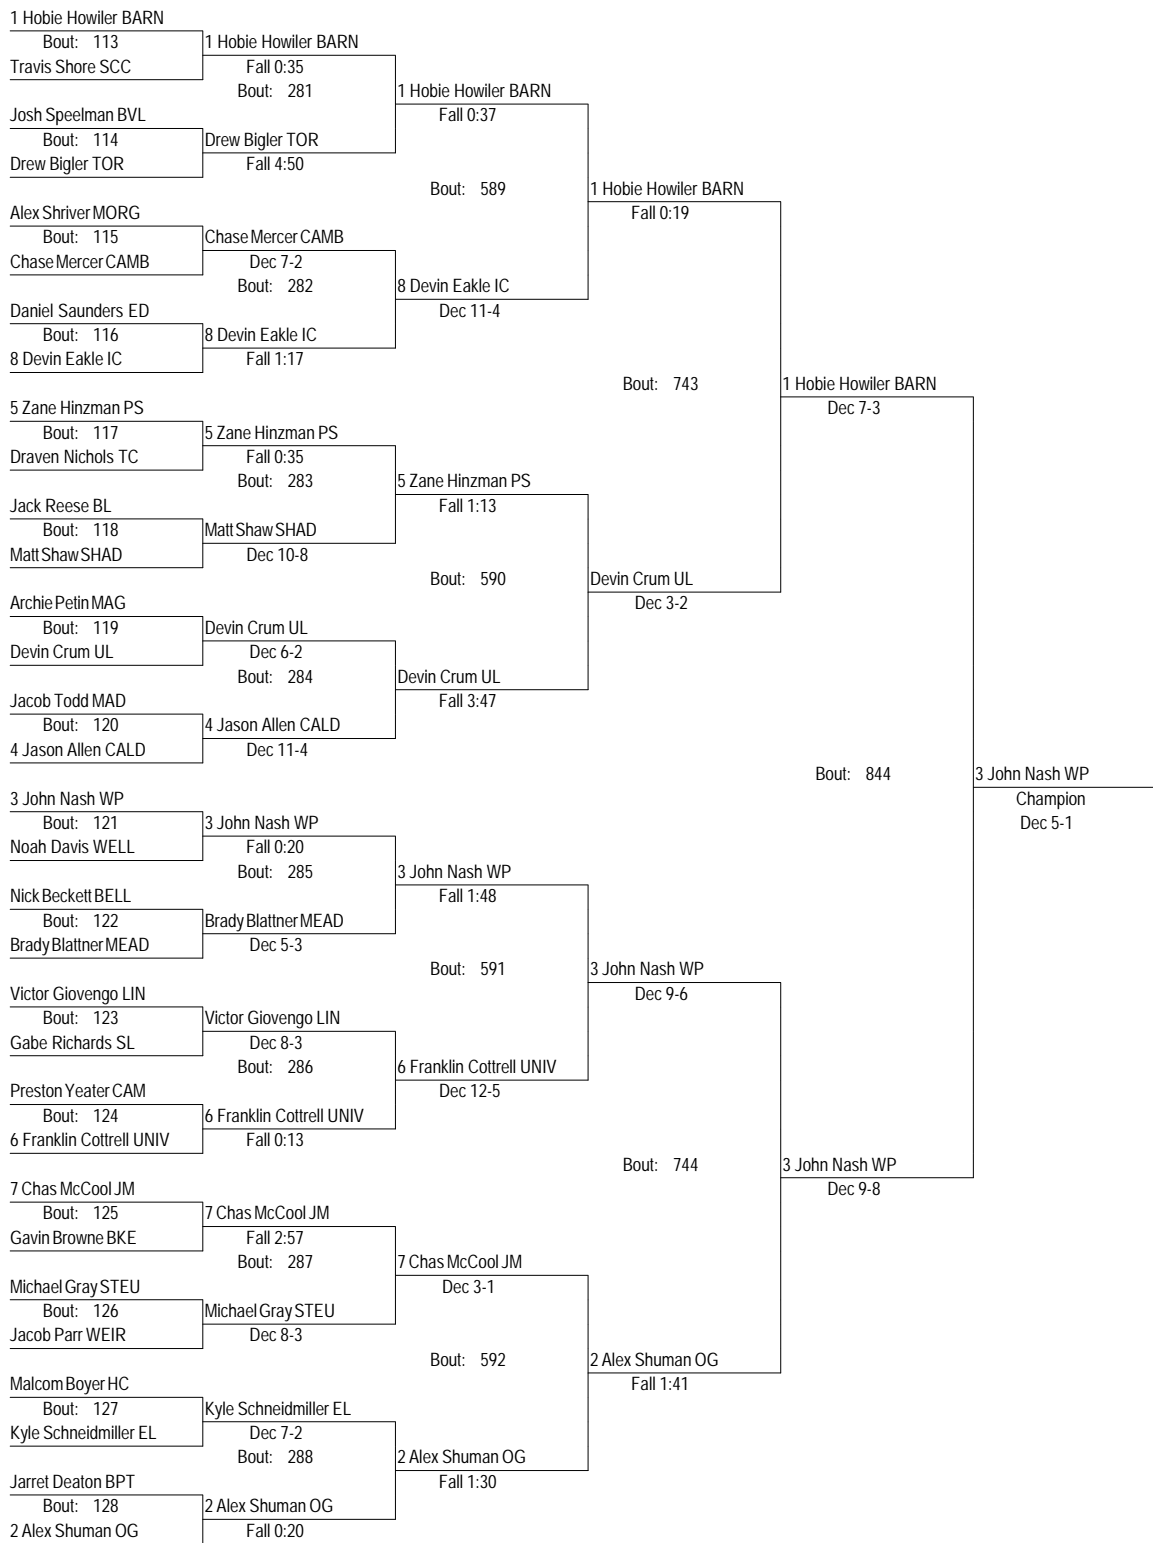 1 Hobie Howiler BARN
Bout: 113
1 Hobie Howiler BARN
Travis Shore SCC
Fall 0:35
Bout: 281
1 Hobie Howiler BARN
Josh Speelman BVL
Fall 0:37
Bout: 114
Drew Bigler TOR
Drew Bigler TOR
Fall 4:50
Bout: 589
1 Hobie Howiler BARN
Alex Shriver MORG
Fall 0:19
Bout: 115
Chase Mercer CAMB
Chase Mercer CAMB
Dec 7-2
Bout: 282
8 Devin Eakle IC
Daniel Saunders ED
Dec 11-4
Bout: 116
8 Devin Eakle IC
8 Devin Eakle IC
Fall 1:17
Bout: 743
1 Hobie Howiler BARN
5 Zane Hinzman PS
Dec 7-3
Bout: 117
5 Zane Hinzman PS
Draven Nichols TC
Fall 0:35
Bout: 283
5 Zane Hinzman PS
Jack Reese BL
Fall 1:13
Bout: 118
Matt Shaw SHAD
Matt Shaw SHAD
Dec 10-8
Bout: 590
Devin Crum UL
Archie Petin MAG
Dec 3-2
Bout: 119
Devin Crum UL
Devin Crum UL
Dec 6-2
Bout: 284
Devin Crum UL
Jacob Todd MAD
Fall 3:47
Bout: 120
4 Jason Allen CALD
4 Jason Allen CALD
Dec 11-4
Bout: 844
3 John Nash WP
3 John Nash WP
Champion
Bout: 121
3 John Nash WP
Dec 5-1
Noah Davis WELL
Fall 0:20
Bout: 285
3 John Nash WP
Nick Beckett BELL
Fall 1:48
Bout: 122
Brady Blattner MEAD
Brady Blattner MEAD
Dec 5-3
Bout: 591
3 John Nash WP
Victor Giovengo LIN
Dec 9-6
Bout: 123
Victor Giovengo LIN
Gabe Richards SL
Dec 8-3
Bout: 286
6 Franklin Cottrell UNIV
Preston Yeater CAM
Dec 12-5
Bout: 124
6 Franklin Cottrell UNIV
6 Franklin Cottrell UNIV
Fall 0:13
Bout: 744
3 John Nash WP
7 Chas McCool JM
Dec 9-8
Bout: 125
7 Chas McCool JM
Gavin Browne BKE
Fall 2:57
Bout: 287
7 Chas McCool JM
Michael Gray STEU
Dec 3-1
Bout: 126
Michael Gray STEU
Jacob Parr WEIR
Dec 8-3
Bout: 592
2 Alex Shuman OG
Malcom Boyer HC
Fall 1:41
Bout: 127
Kyle Schneidmiller EL
Kyle Schneidmiller EL
Dec 7-2
Bout: 288
2 Alex Shuman OG
Jarret Deaton BPT
Fall 1:30
Bout: 128
2 Alex Shuman OG
2 Alex Shuman OG
Fall 0:20